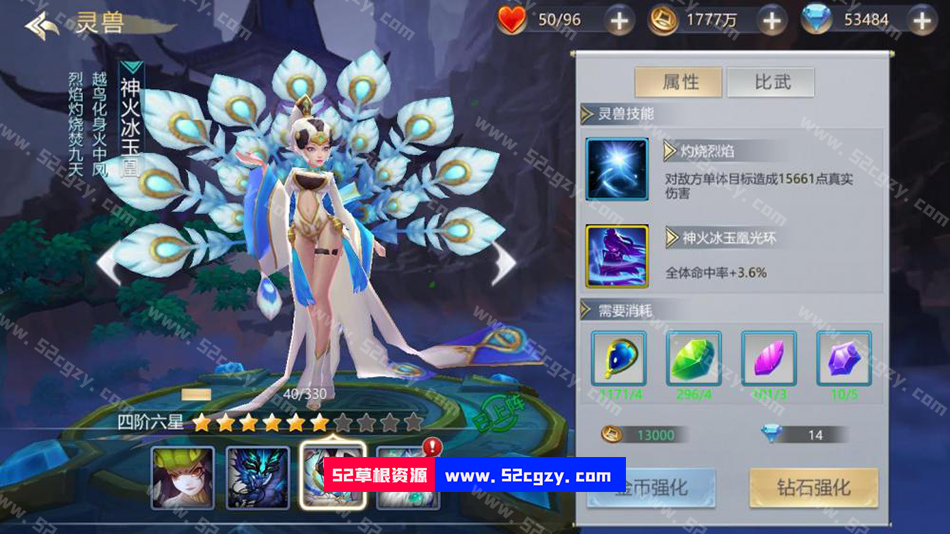 灵兽
50/96
1777万
53484
神火冰玉凰
越鸟化身火中凤
烈焰灼烧焚九天
属性
比武
灵兽技能
灼烧烈焰
对敌方单体目标造成15661点真实
伤害
神火冰玉凰光环
全体命中率+3.6%
需要消耗
1171/4
296/4
101/3
10/5
13000
14
金币强化
钻石强化
40/330
四阶六星
已上阵
52草根资源
www.52cgzy.com